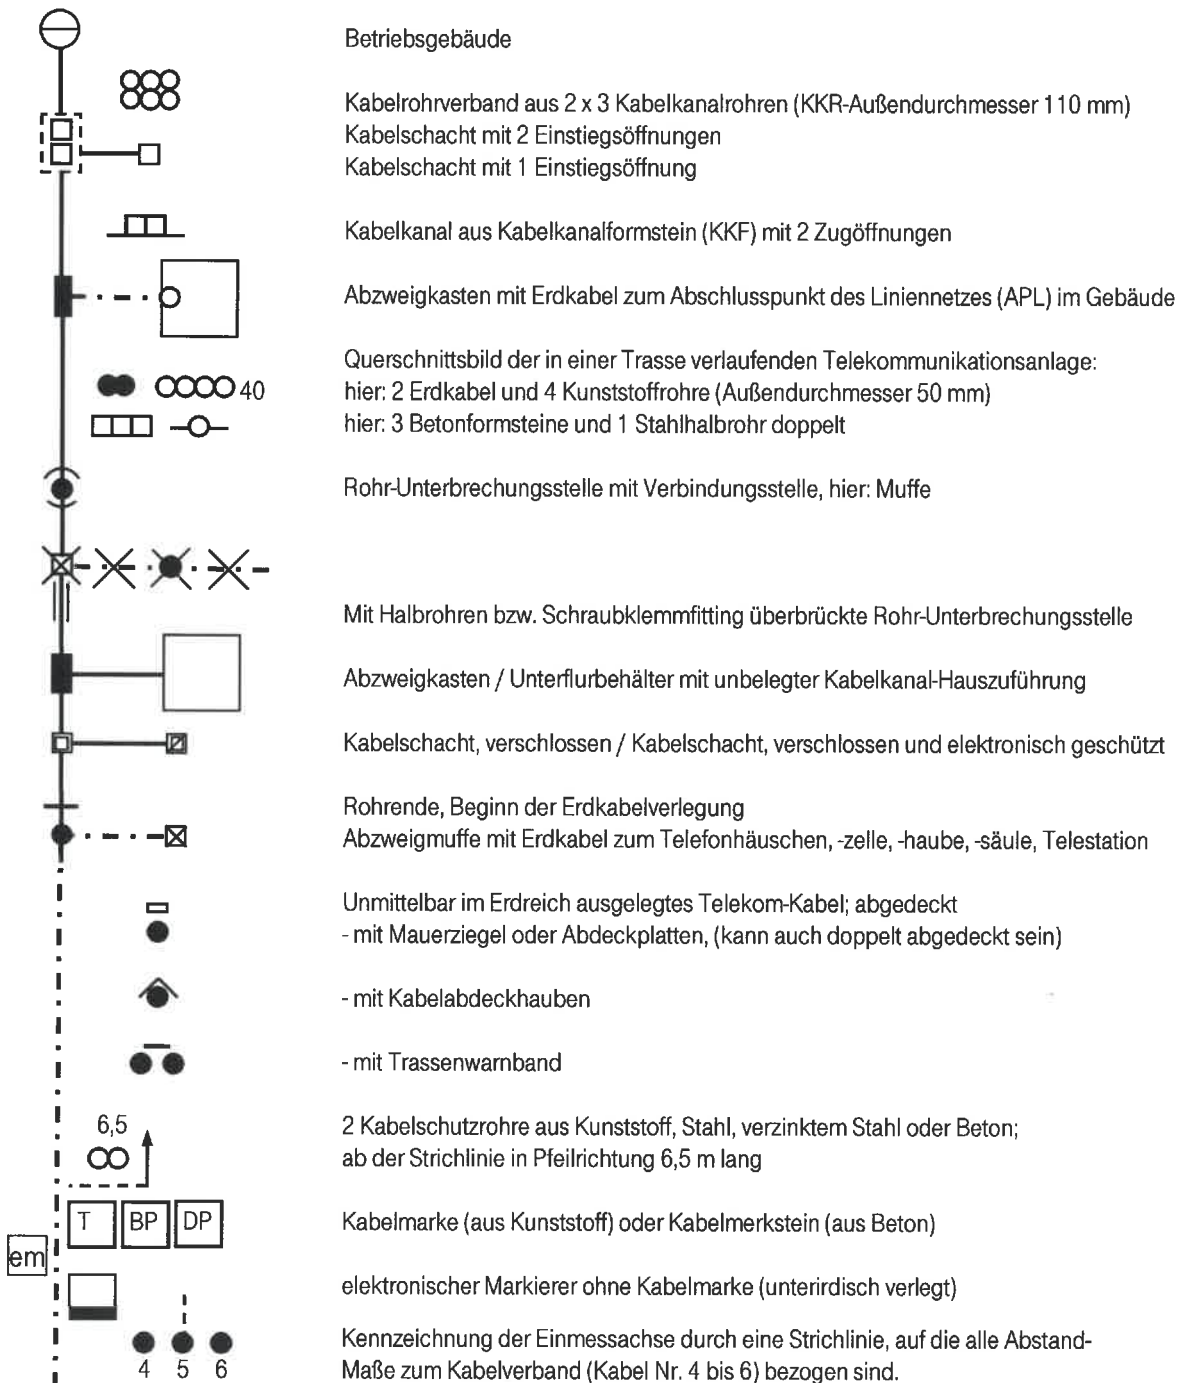 Betriebsgebäude
Kabelrohrverband aus 2 x 3 Kabelkanalrohren (KKR-Außendurchmesser 110 mm)
Kabelschacht mit 2 Einstiegsöffnungen
Kabelschacht mit 1 Einstiegsöffnung
Kabelkanal aus Kabelkanalformstein (KKF) mit 2 Zugöffnungen
Abzweigkasten mit Erdkabel zum Abschlusspunkt des Liniennetzes (APL) im Gebäude
Querschnittsbild der in einer Trasse verlaufenden Telekommunikationsanlage:
40 hier: 2 Erdkabel und 4 Kunststoffrohre (Außendurchmesser 50 mm)
hier: 3 Betonformsteine und 1 Stahlhalbrohr doppelt
Rohr-Unterbrechungsstelle mit Verbindungsstelle, hier: Muffe
Mit Halbrohren bzw. Schraubklemmfitting überbrückte Rohr-Unterbrechungsstelle
Abzweigkasten / Unterflurbehälter mit unbelegter Kabelkanal-Hauszuführung
Kabelschacht, verschlossen / Kabelschacht, verschlossen und elektronisch geschützt
Rohrende, Beginn der Erdkabelverlegung
Abzweigmuffe mit Erdkabel zum Telefonhäuschen, -zelle, -haube, -säule, Telestation
Unmittelbar im Erdreich ausgelegtes Telekom-Kabel; abgedeckt
- mit Mauerziegel oder Abdeckplatten, (kann auch doppelt abgedeckt sein)
- mit Kabelabdeckhauben
- mit Trassenwarnband
6,5 2 Kabelschutzrohre aus Kunststoff, Stahl, verzinktem Stahl oder Beton;
ab der Strichlinie in Pfeilrichtung 6,5 m lang
T BP DP Kabelmarke (aus Kunststoff) oder Kabelmerkstein (aus Beton)
em
elektronischer Markierer ohne Kabelmarke (unterirdisch verlegt)
Kennzeichnung der Einmessachse durch eine Strichlinie, auf die alle Abstand-
4 5 6 Maße zum Kabelverband (Kabel Nr. 4 bis 6) bezogen sind.